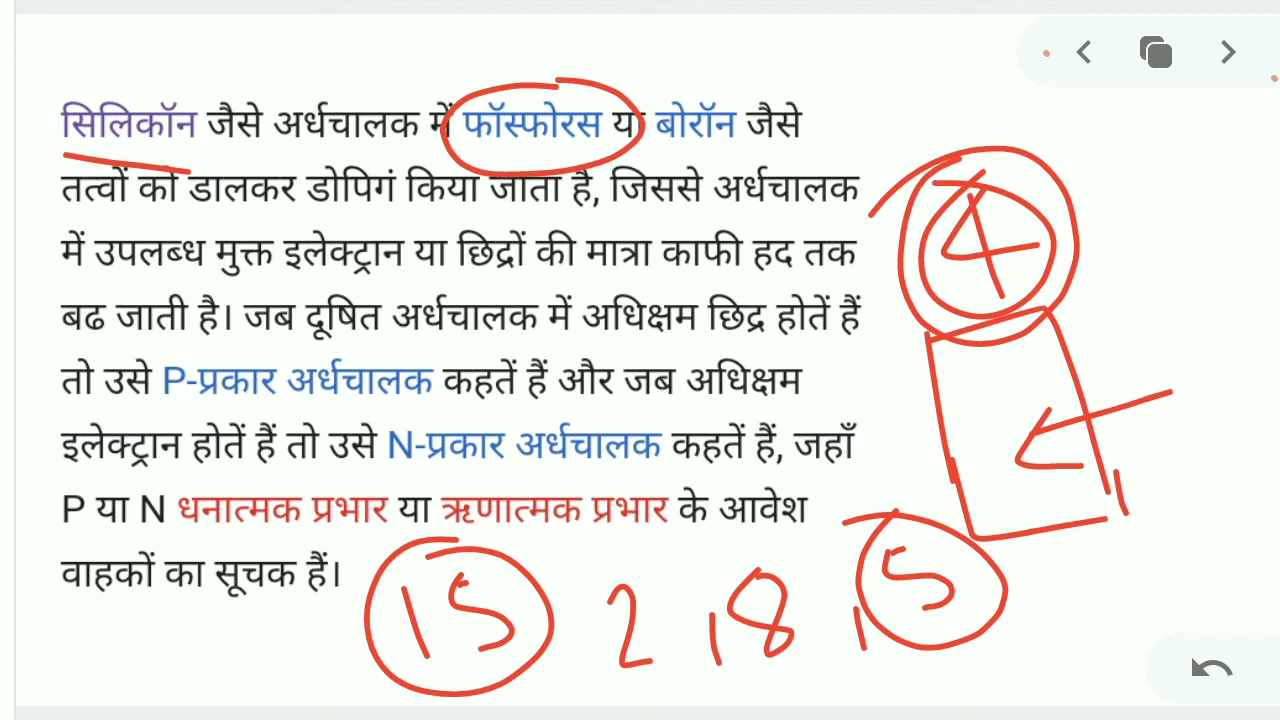 सिलिकॉन जैसे अर्धचालक में फॉस्फोरस या बोरॉन जैसे
तत्वों को डालकर डोपिगं किया जाता है, जिससे अर्धचालक
में उपलब्ध मुक्त इलेक्ट्रान या छिद्रों की मात्रा काफी हद तक
बढ जाती है। जब दूषित अर्धचालक में अधिक्षम छिद्र होतें हैं
तो उसे P-प्रकार अर्धचालक कहतें हैं और जब अधिक्षम
इलेक्ट्रान होतें हैं तो उसे N-प्रकार अर्धचालक कहतें हैं, जहाँ
P या N धनात्मक प्रभार या ऋणात्मक प्रभार के आवेश
वाहकों का सूचक हैं।
4
15 2,8,5